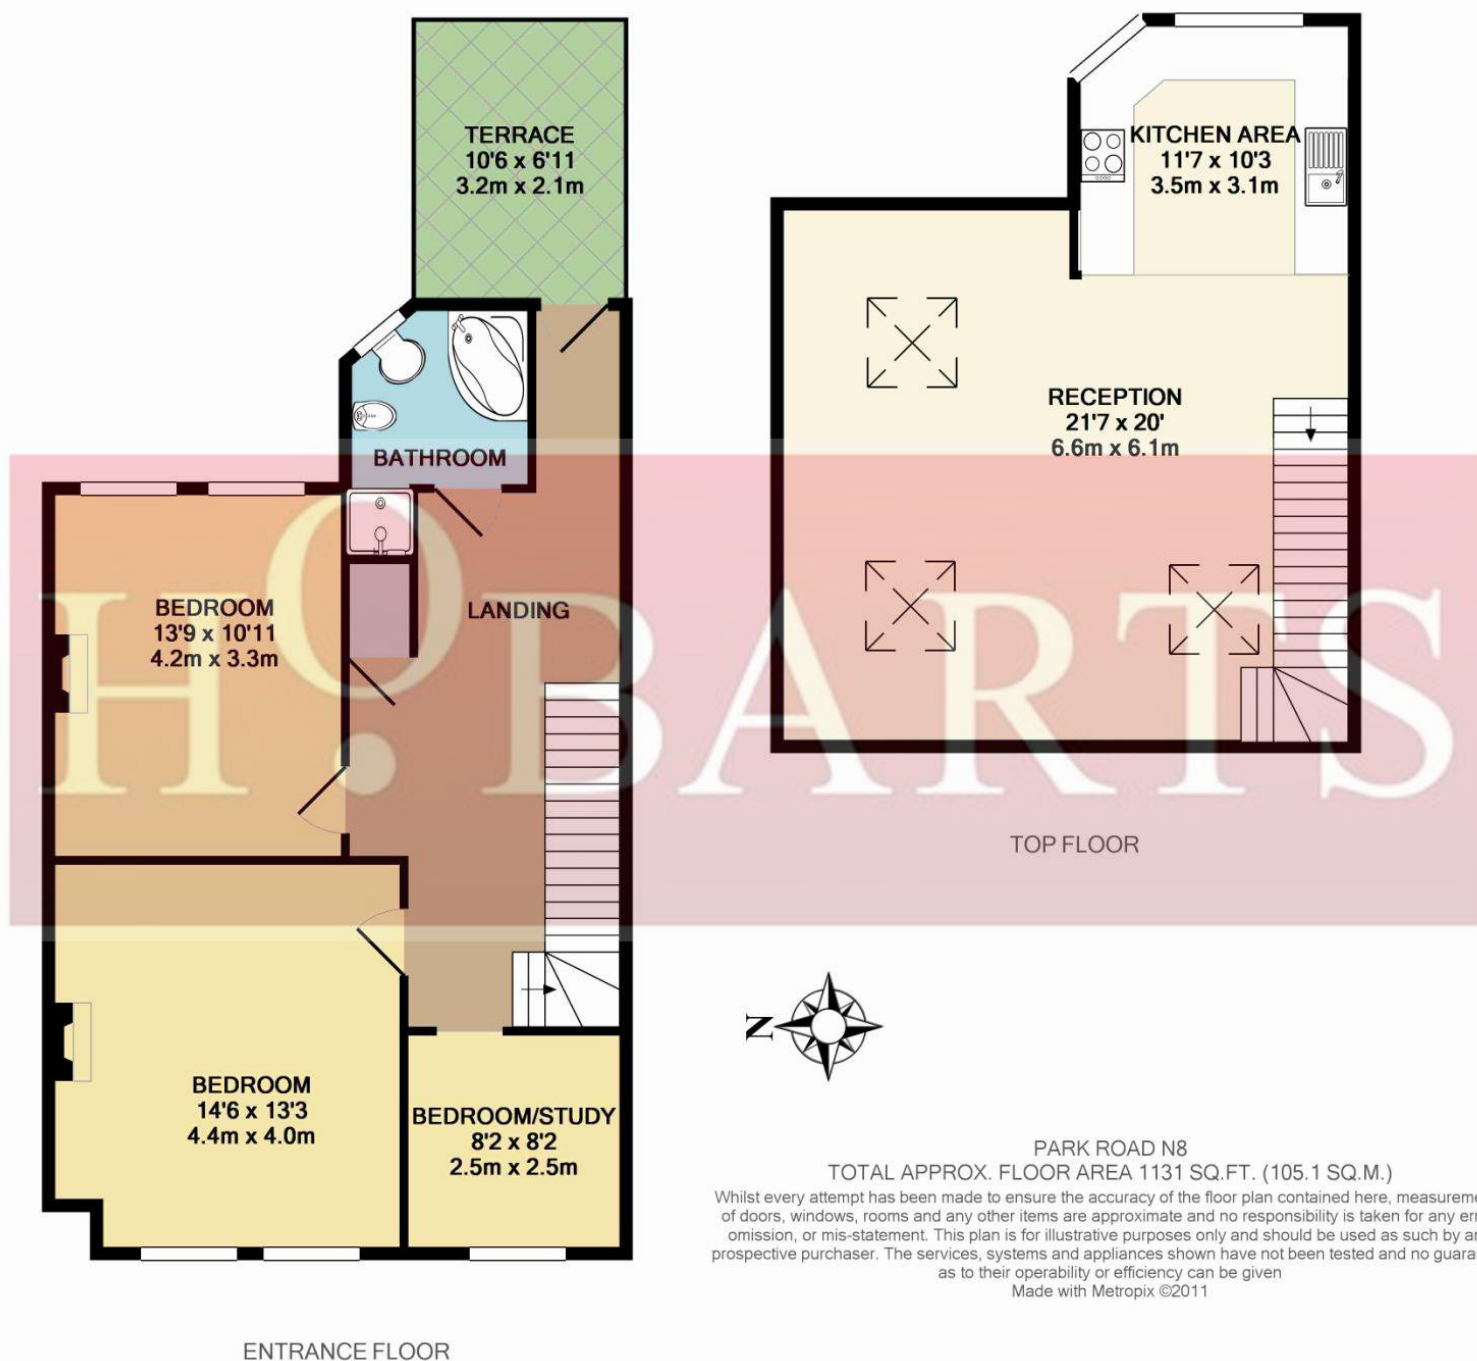 TERRACE
10'6 x 6'11
3.2m x 2.1m
KITCHEN AREA
11'7 x 10'3
3.5m x 3.1m
RECEPTION
21'7 x 20'
6.6m x 6.1m
BATHROOM
HOBARTS
BEDROOM
13'9 x 10'11
4.2m x 3.3m
LANDING
TOP FLOOR
BEDROOM
14'6 x 13'3
4.4m x 4.0m
BEDROOM/STUDY
8'2 x 8'2
2.5m x 2.5m
N
PARK ROAD N8
TOTAL APPROX. FLOOR AREA 1131 SQ.FT. (105.1 SQ.M.)
Whilst every attempt has been made to ensure the accuracy of the floor plan contained here, measureme
of doors, windows, rooms and any other items are approximate and no responsibility is taken for any err
omission, or mis-statement. This plan is for illustrative purposes only and should be used as such by an
prospective purchaser. The services, systems and appliances shown have not been tested and no guara
as to their operability or efficiency can be given
Made with Metropix ©2011
ENTRANCE FLOOR